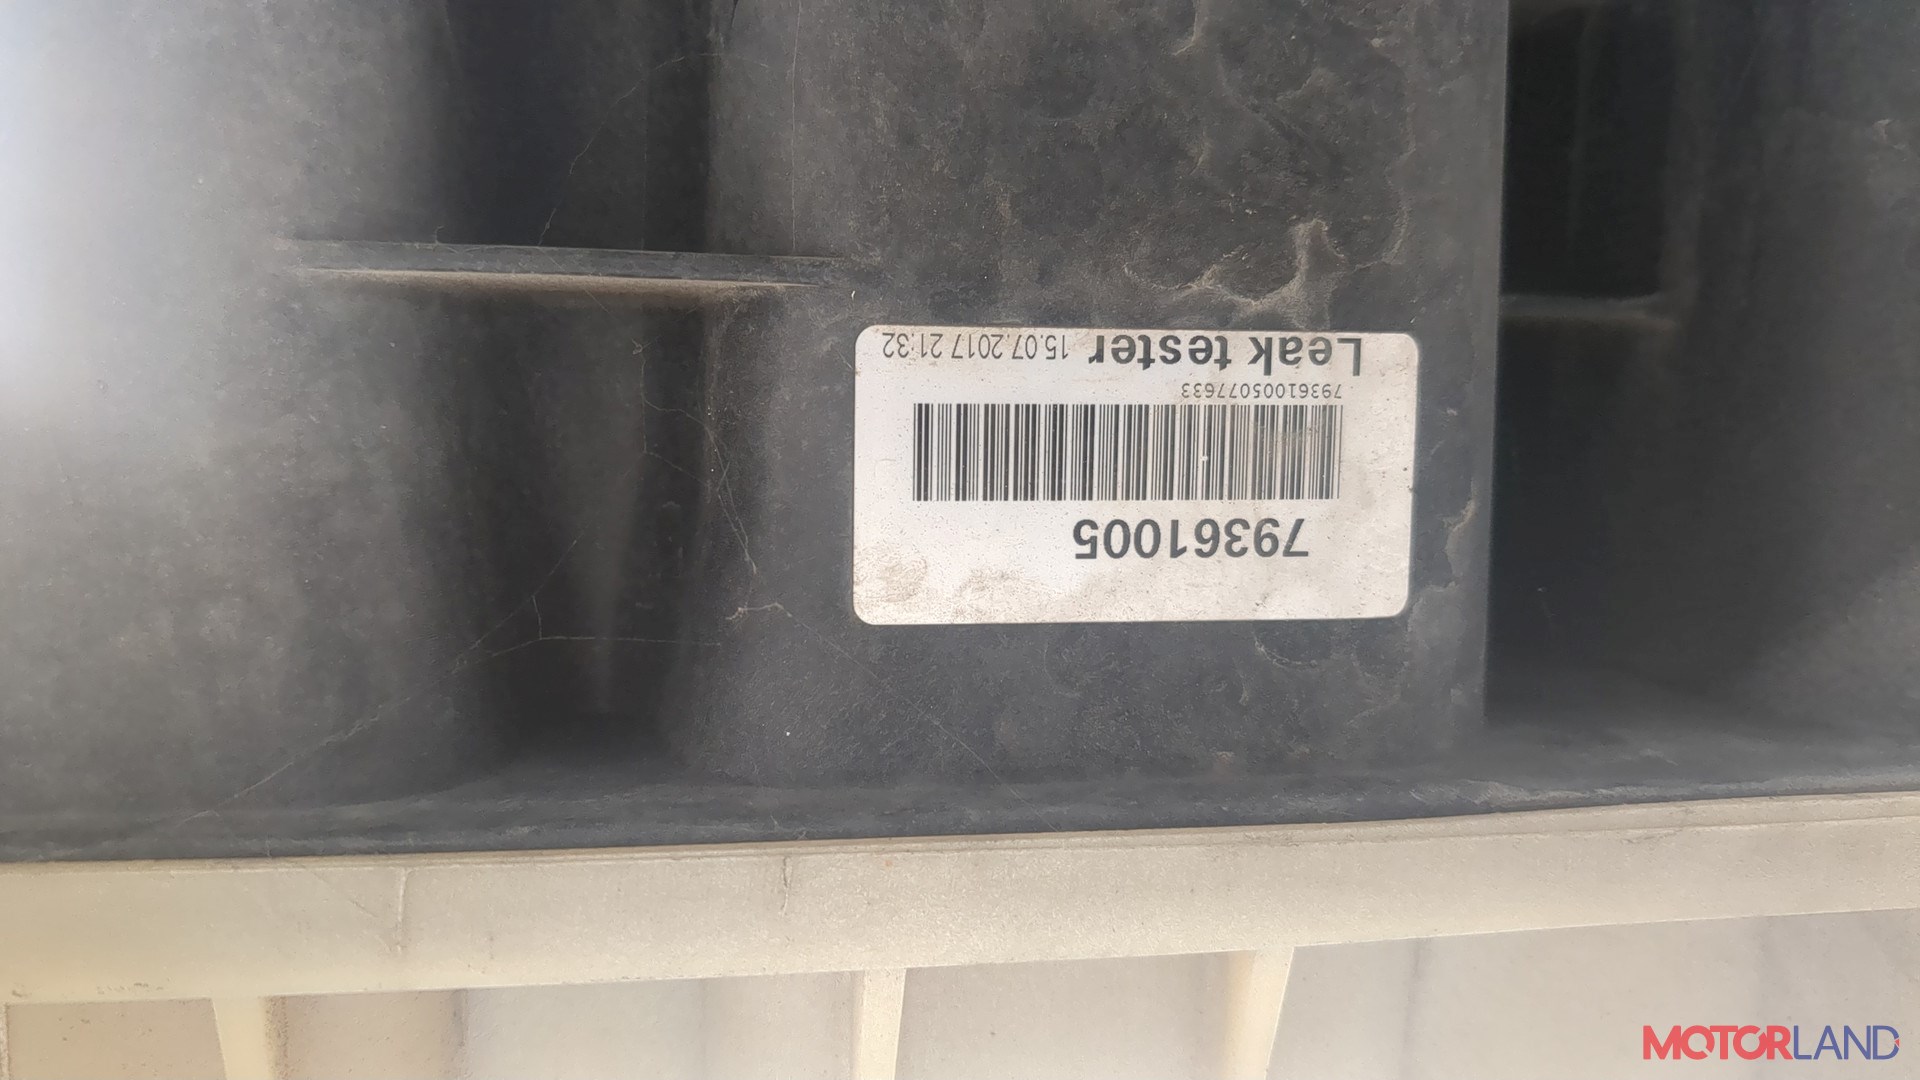 79361005
79361005077633
Leak tester 15.07.2017 21:32
MOTORLAND